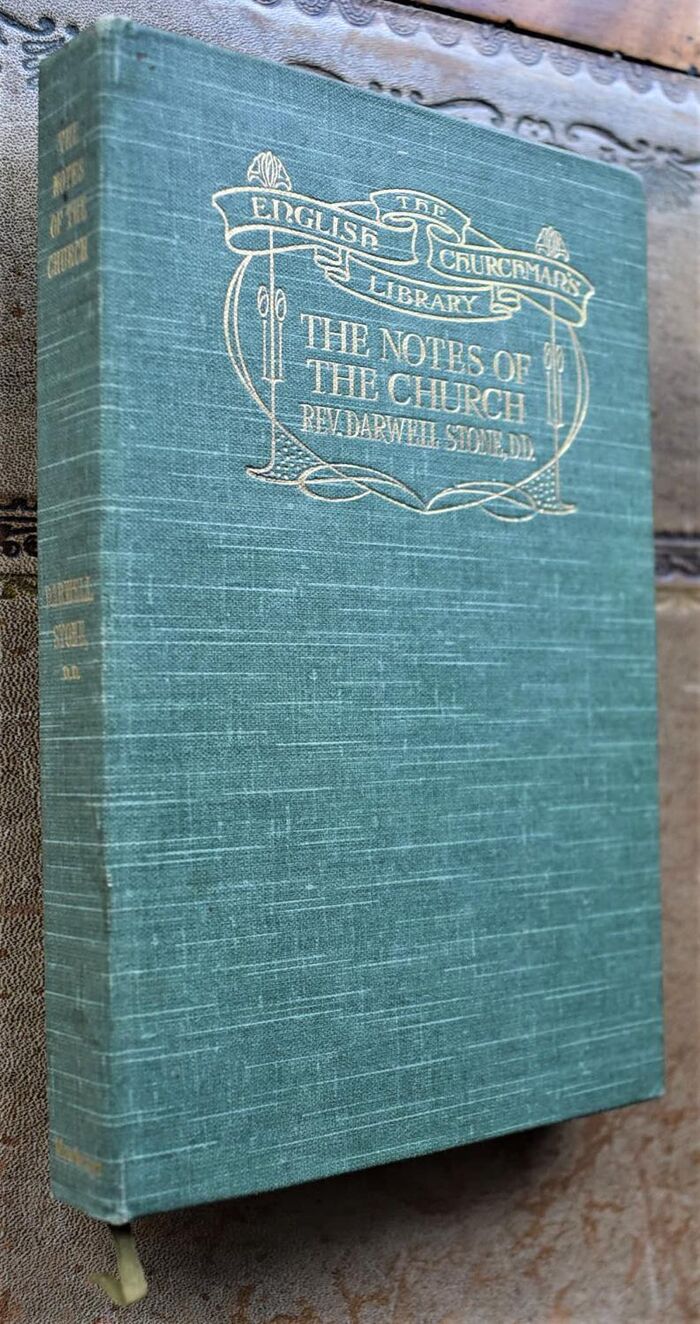 THE
ENGLISH CHURCHMAN'S
LIBRARY
THE NOTES OF
THE CHURCH
REV. DARWELL STONE, D.D.
THE
NOTES
OF THE
CHURCH
DARWELL
STONE,
D.D.